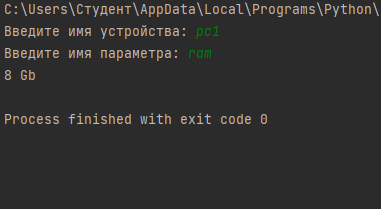 C:\Users\Студент\AppData\Local\Programs\Python\
Введите имя устройства: pc1
Введите имя параметра: ram
8 Gb
Process finished with exit code 0